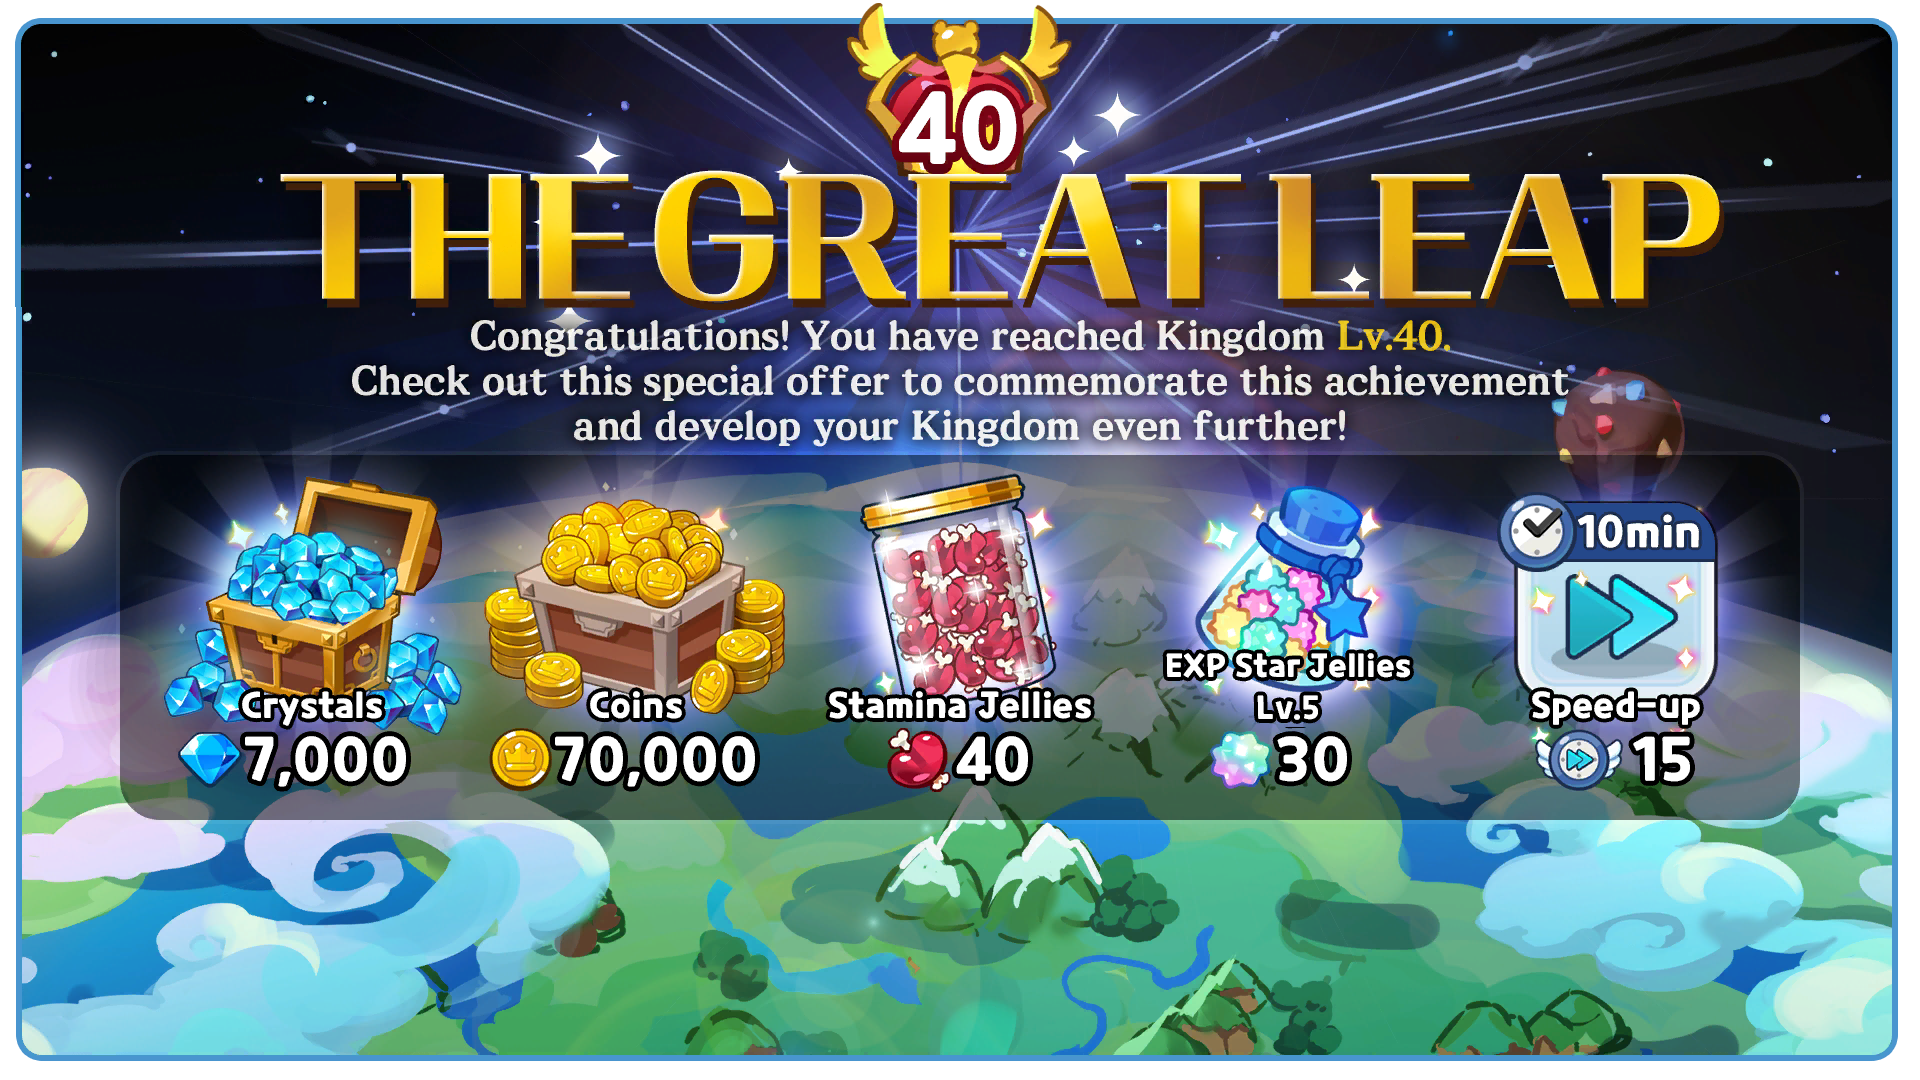 40
THE GREAT LEAP
Congratulations! You have reached Kingdom Lv.40.
Check out this special offer to commemorate this achievement
and develop your Kingdom even further!
10min
Crystals
7,000
Coins
70,000
Stamina Jellies
40
EXP Star Jellies
Lv.5
30
Speed-up
15